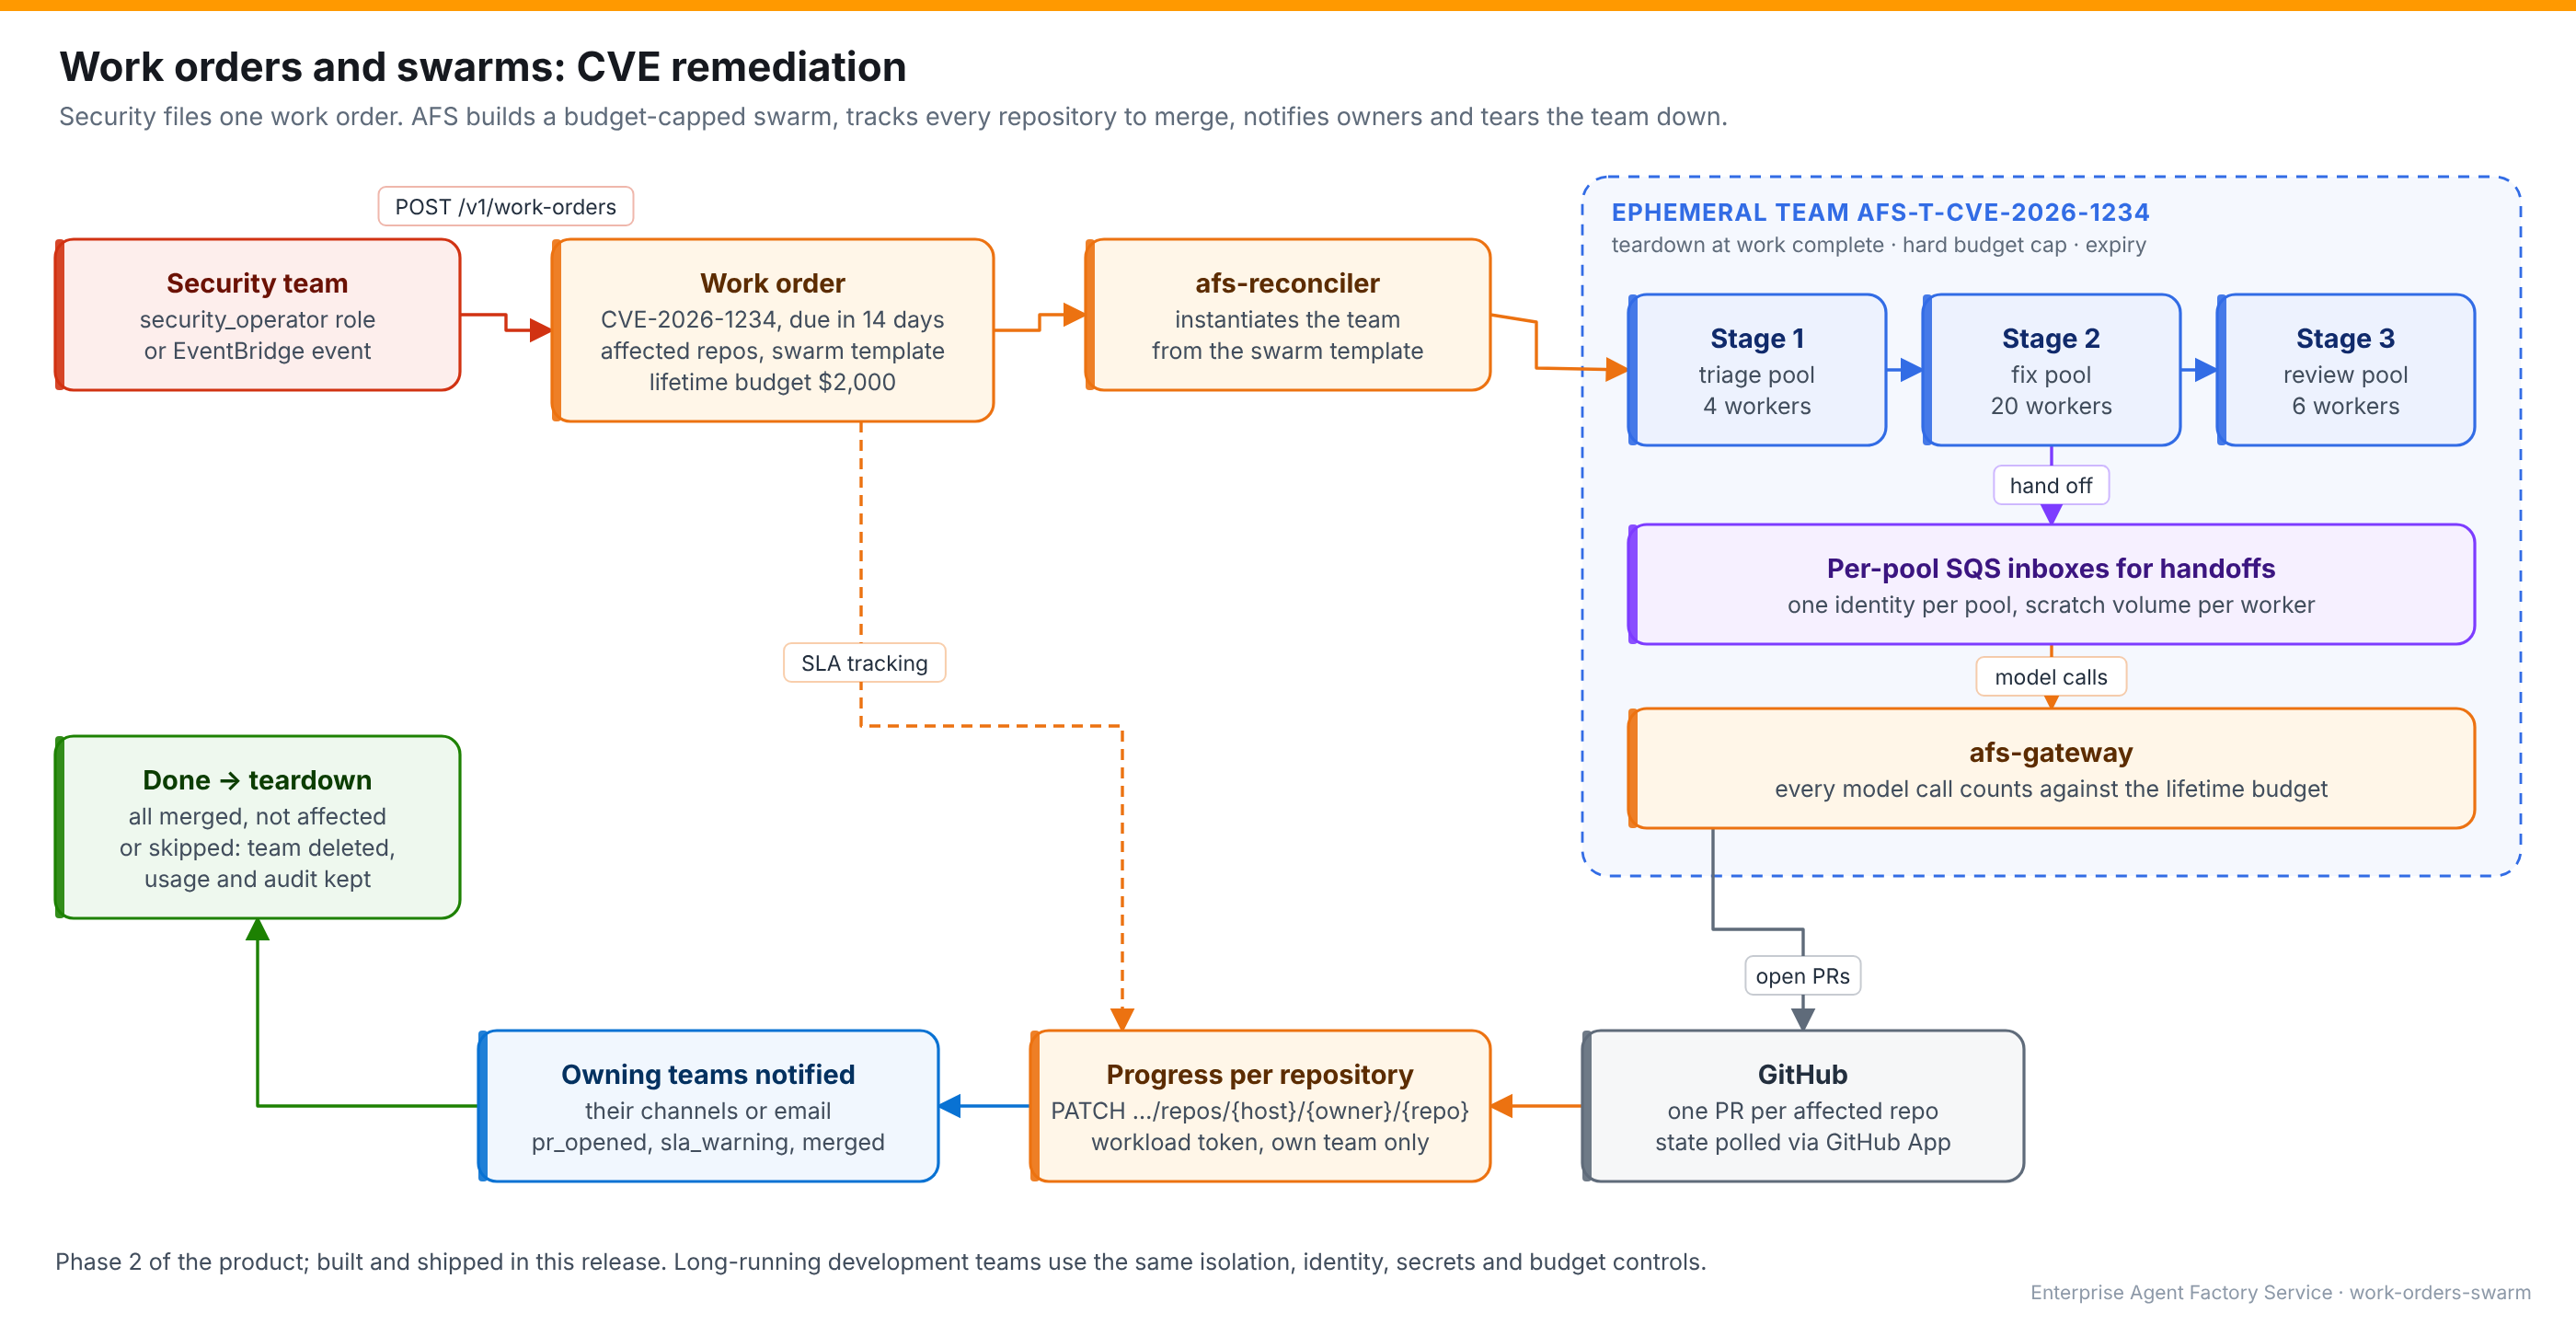 Work orders and swarms: CVE remediation
Security files one work order. AFS builds a budget-capped swarm, tracks every repository to merge, notifies owners and tears the team down.
POST /v1/work-orders
Security team
security_operator role
or EventBridge event
Work order
CVE-2026-1234, due in 14 days
affected repos, swarm template
lifetime budget $2,000
afs-reconciler
instantiates the team
from the swarm template
EPHEMERAL TEAM AFS-T-CVE-2026-1234
teardown at work complete · hard budget cap · expiry
Stage 1
triage pool
4 workers
Stage 2
fix pool
20 workers
Stage 3
review pool
6 workers
hand off
Per-pool SQS inboxes for handoffs
one identity per pool, scratch volume per worker
model calls
afs-gateway
every model call counts against the lifetime budget
SLA tracking
Done → teardown
all merged, not affected
or skipped: team deleted,
usage and audit kept
open PRs
Owning teams notified
their channels or email
pr_opened, sla_warning, merged
Progress per repository
PATCH .../repos/{host}/{owner}/{repo}
workload token, own team only
GitHub
one PR per affected repo
state polled via GitHub App
Phase 2 of the product; built and shipped in this release. Long-running development teams use the same isolation, identity, secrets and budget controls.
Enterprise Agent Factory Service · work-orders-swarm